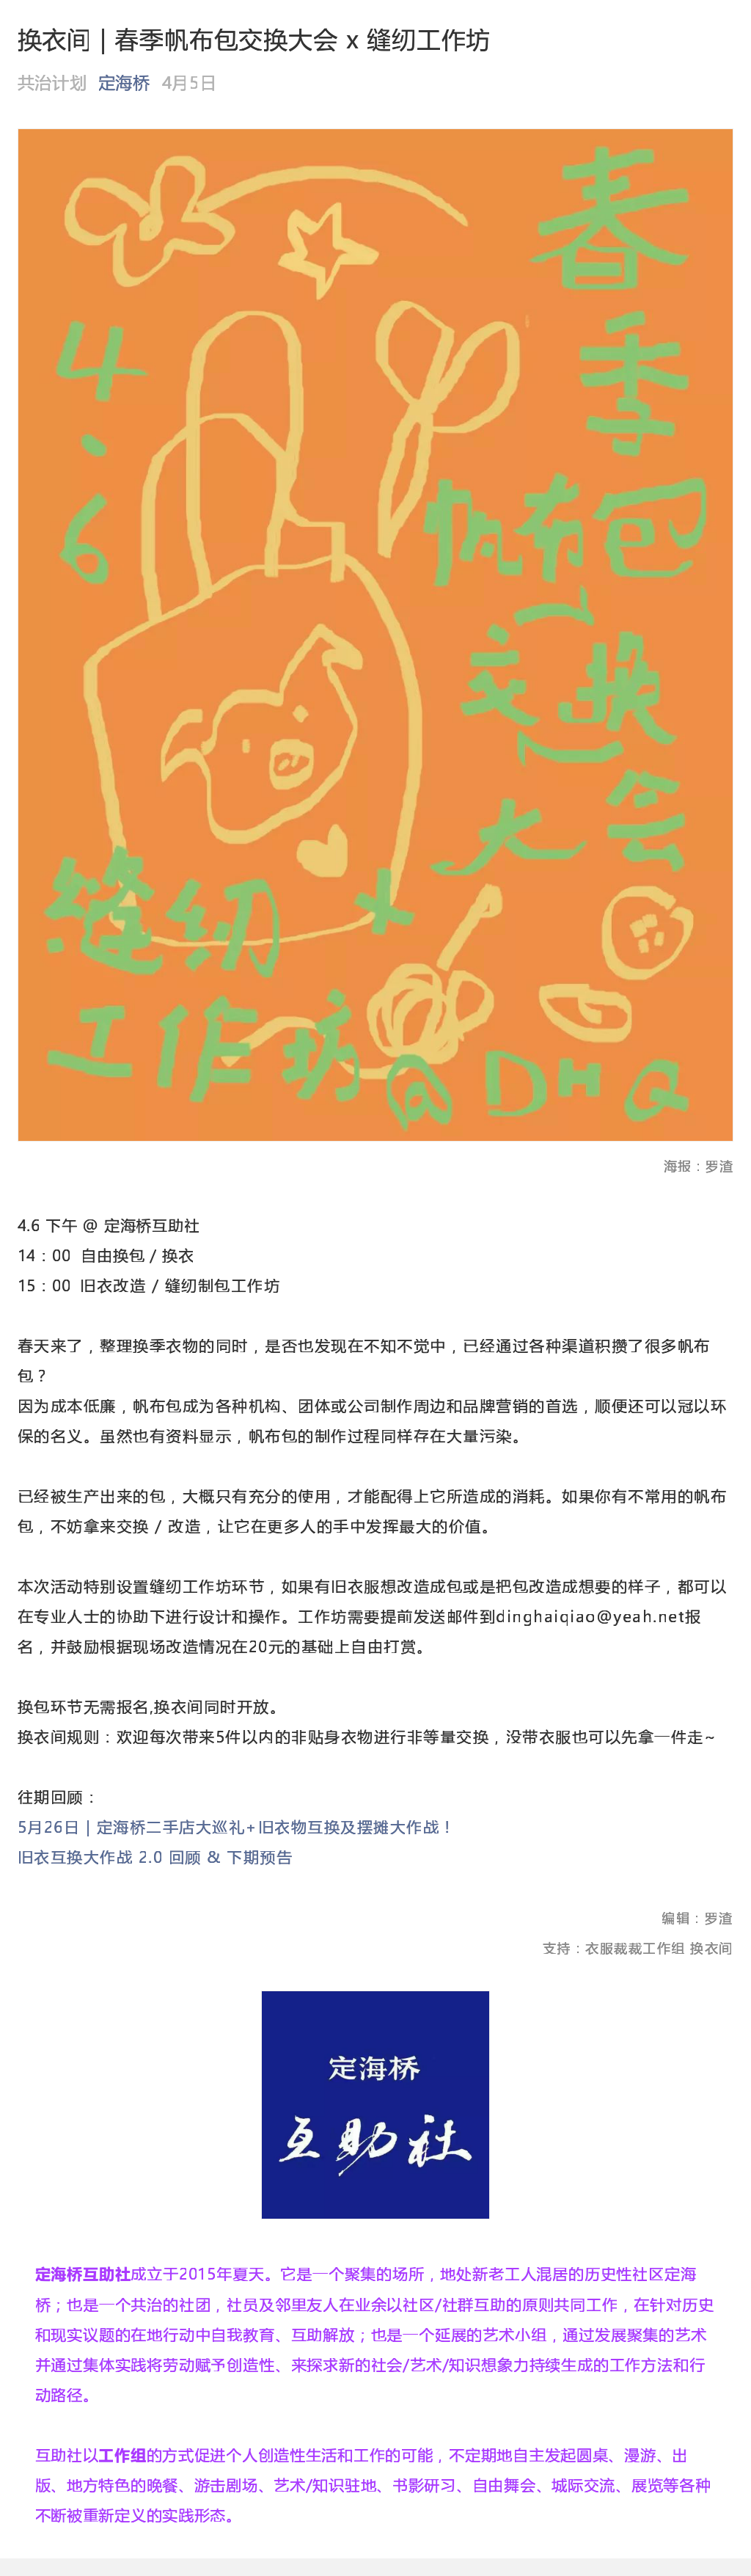 换衣间 | 春季帆布包交换大会 x 缝纫工作坊
共治计划 定海桥 4月5日
春季
4.6
帆布包
交换
大会
x
缝纫
工作坊@DHQ
海报：罗渣
4.6 下午 @ 定海桥互助社
14：00 自由换包 / 换衣
15：00 旧衣改造 / 缝纫制包工作坊
春天来了，整理换季衣物的同时，是否也发现在不知不觉中，已经通过各种渠道积攒了很多帆布
包？
因为成本低廉，帆布包成为各种机构、团体或公司制作周边和品牌营销的首选，顺便还可以冠以环
保的名义。虽然也有资料显示，帆布包的制作过程同样存在大量污染。
已经被生产出来的包，大概只有充分的使用，才能配得上它所造成的消耗。如果你有不常用的帆布
包，不妨拿来交换 / 改造，让它在更多人的手中发挥最大的价值。
本次活动特别设置缝纫工作坊环节，如果有旧衣服想改造成包或是把包改造成想要的样子，都可以
在专业人士的协助下进行设计和操作。工作坊需要提前发送邮件到dinghaiqiao@yeah.net报
名，并鼓励根据现场改造情况在20元的基础上自由打赏。
换包环节无需报名,换衣间同时开放。
换衣间规则：欢迎每次带来5件以内的非贴身衣物进行非等量交换，没带衣服也可以先拿一件走~
往期回顾：
5月26日 | 定海桥二手店大巡礼+旧衣物互换及摆摊大作战！
旧衣互换大作战 2.0 回顾 & 下期预告
编辑：罗渣
支持：衣服裁裁工作组 换衣间
定海桥
互助社
定海桥互助社成立于2015年夏天。它是一个聚集的场所，地处新老工人混居的历史性社区定海
桥；也是一个共治的社团，社员及邻里友人在业余以社区/社群互助的原则共同工作，在针对历史
和现实议题的在地行动中自我教育、互助解放；也是一个延展的艺术小组，通过发展聚集的艺术
并通过集体实践将劳动赋予创造性、来探求新的社会/艺术/知识想象力持续生成的工作方法和行
动路径。
互助社以工作组的方式促进个人创造性生活和工作的可能，不定期地自主发起圆桌、漫游、出
版、地方特色的晚餐、游击剧场、艺术/知识驻地、书影研习、自由舞会、城际交流、展览等各种
不断被重新定义的实践形态。